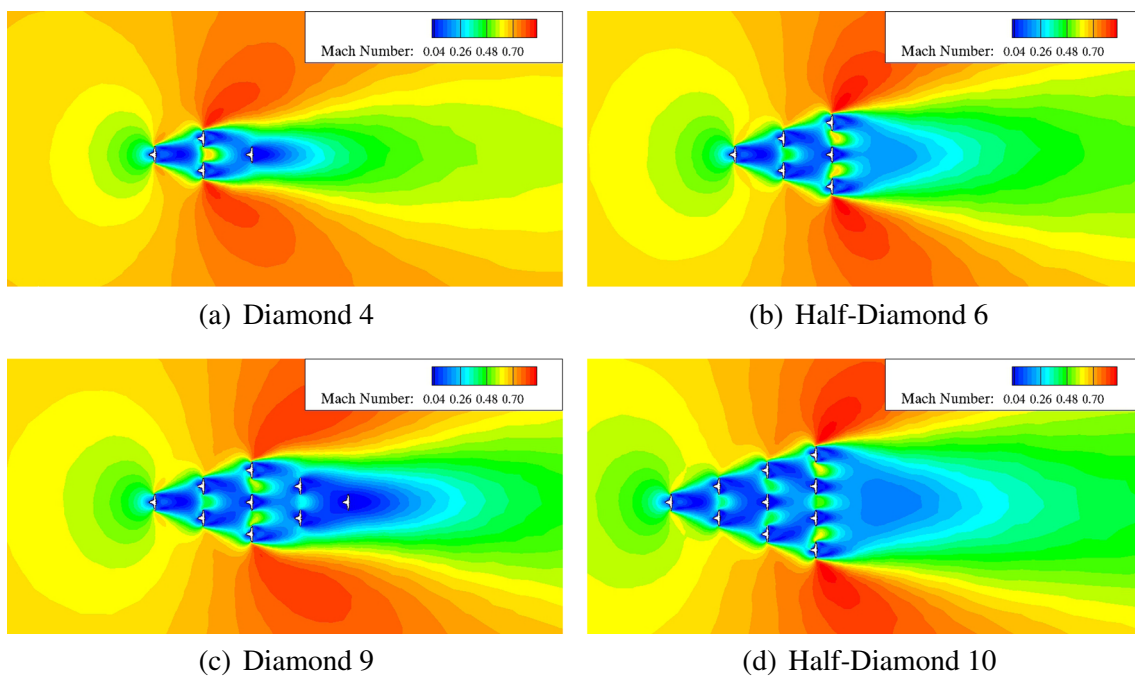 Mach Number: 0.04 0.26 0.48 0.70
Mach Number: 0.04 0.26 0.48 0.70
(a) Diamond 4
(b) Half-Diamond 6
Mach Number: 0.04 0.26 0.48 0.70
Mach Number: 0.04 0.26 0.48 0.70
(c) Diamond 9
(d) Half-Diamond 10